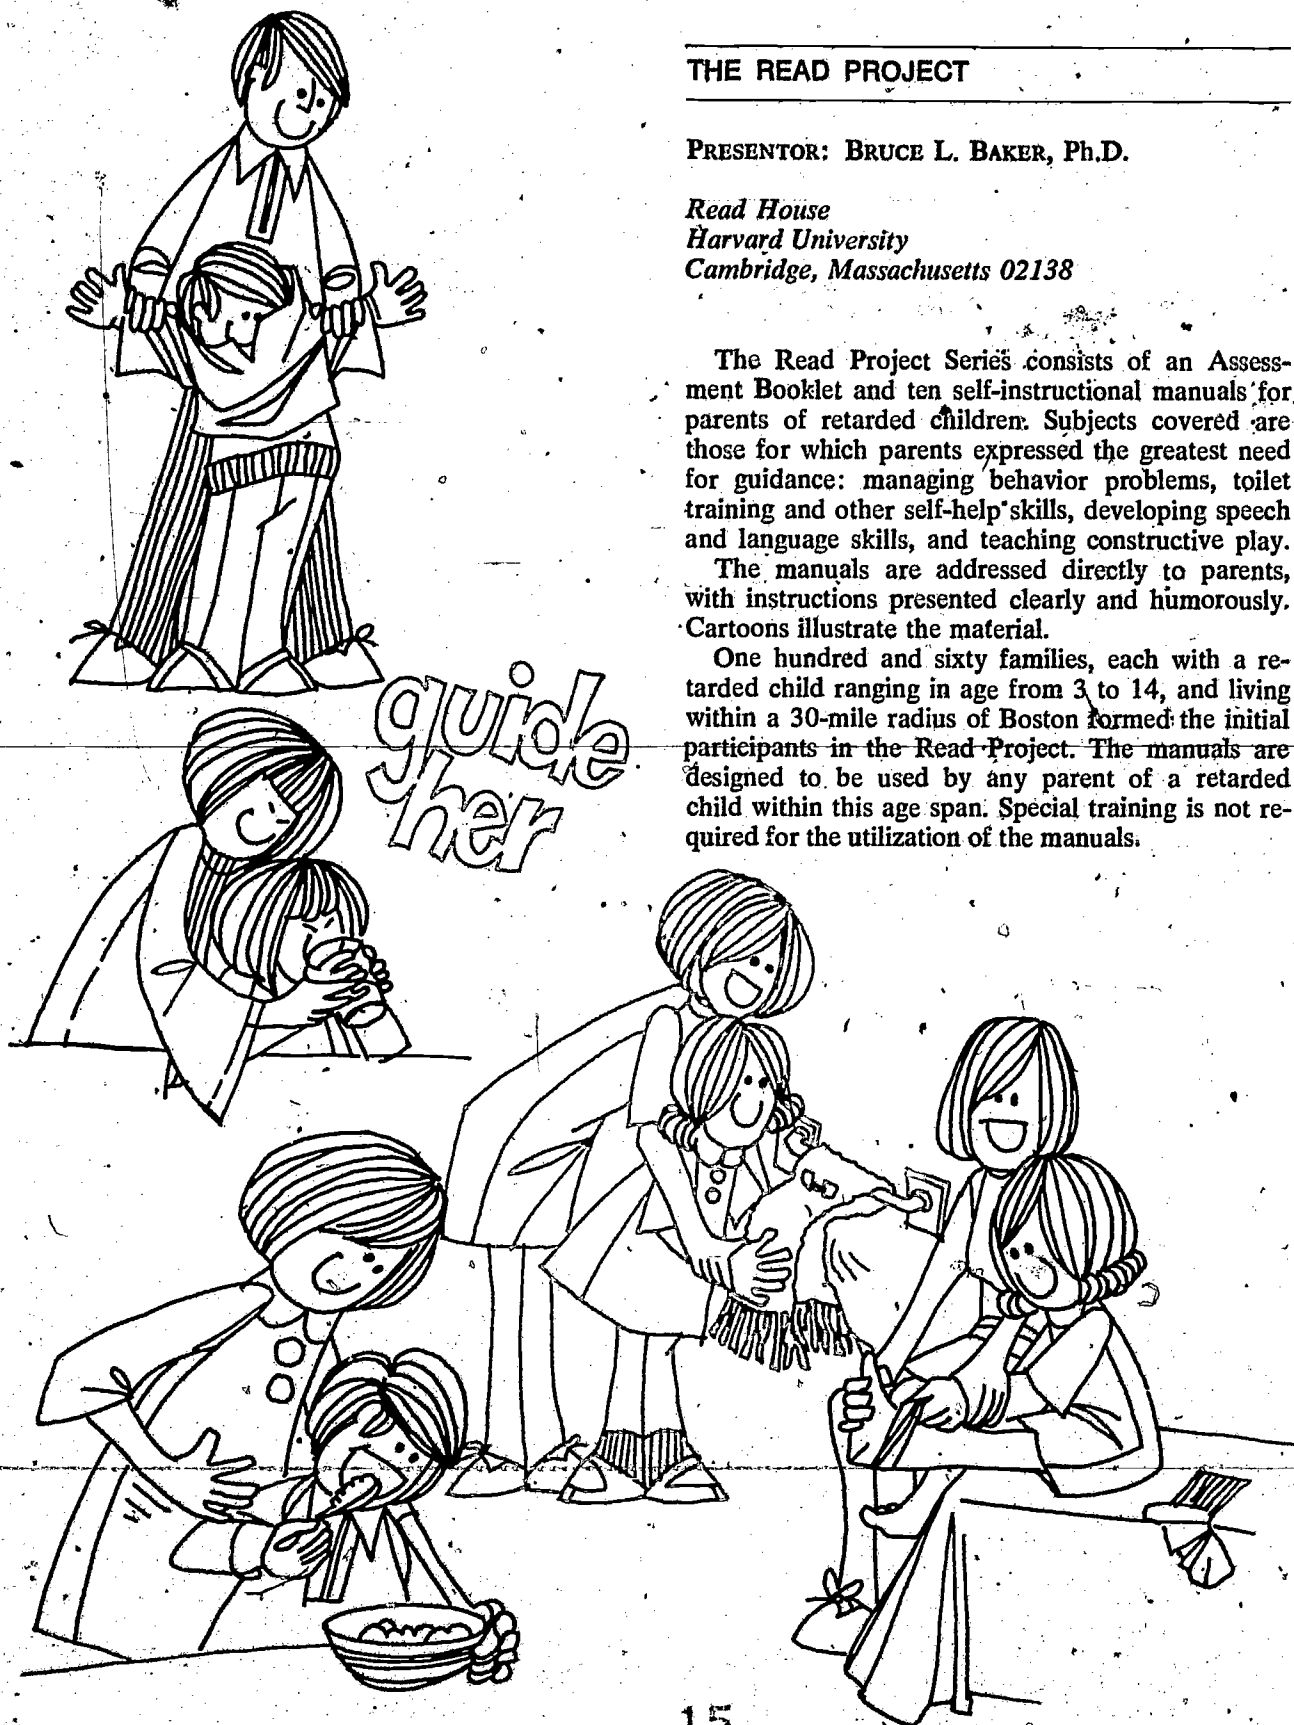 THE READ PROJECT
PRESENTOR: BRUCE L. BAKER, Ph.D.
Read House
Harvard University
Cambridge, Massachusetts 02138
The Read Project Series consists of an Assess-
ment Booklet and ten self-instructional manuals for
parents of retarded children. Subjects covered are
those for which parents expressed the greatest need
for guidance: managing behavior problems, toilet
training and other self-help skills, developing speech
and language skills, and teaching constructive play.
The manuals are addressed directly to parents,
with instructions presented clearly and humorously.
Cartoons illustrate the material.
One hundred and sixty families, each with a re-
tarded child ranging in age from 3 to 14, and living
within a 30-mile radius of Boston formed the initial
participants in the Read Project. The manuals are
designed to be used by any parent of a retarded
child within this age span. Special training is not re-
quired for the utilization of the manuals.
guide
her
15